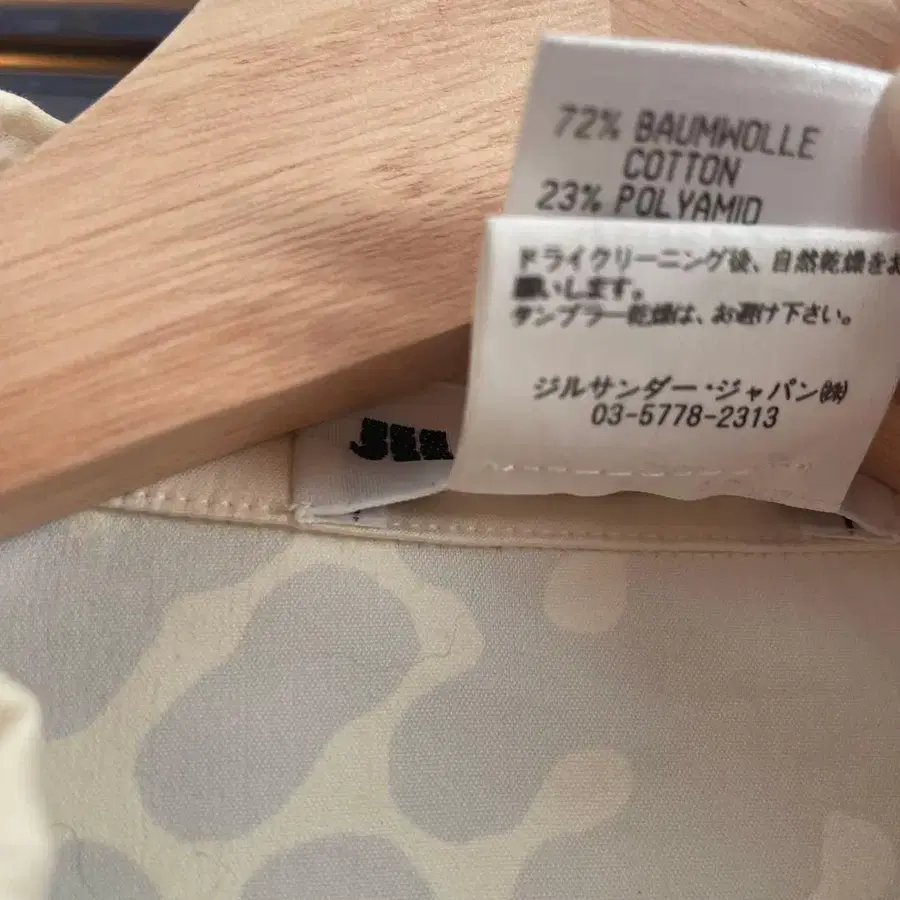 72% BAUMWOLLE
COTTON
23% POLYAMID
ドライクリーニング後、自然乾燥をお
願いします。
サンブラー乾燥は、お避け下さい。
ジルサンダー・ジャパン㈱
03-5778-2313
JIL